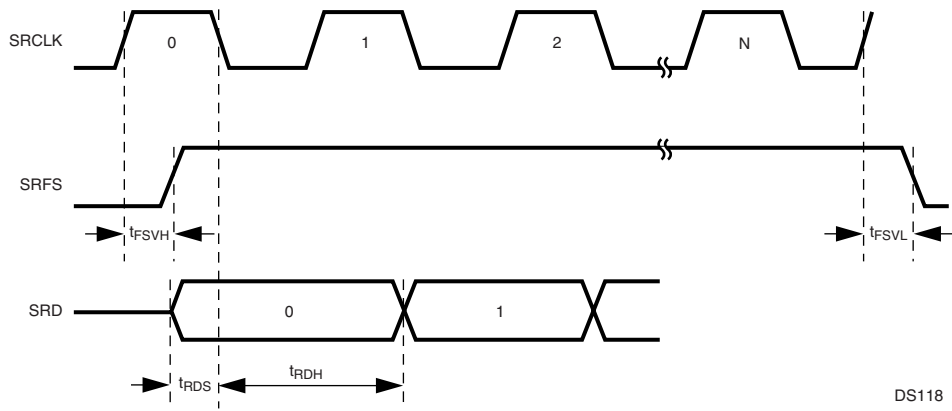 SRCLK
0
1
2
N
SRFS
tFSVH
tFSVL
SRD
0
1
tRDS
tRDH
DS118